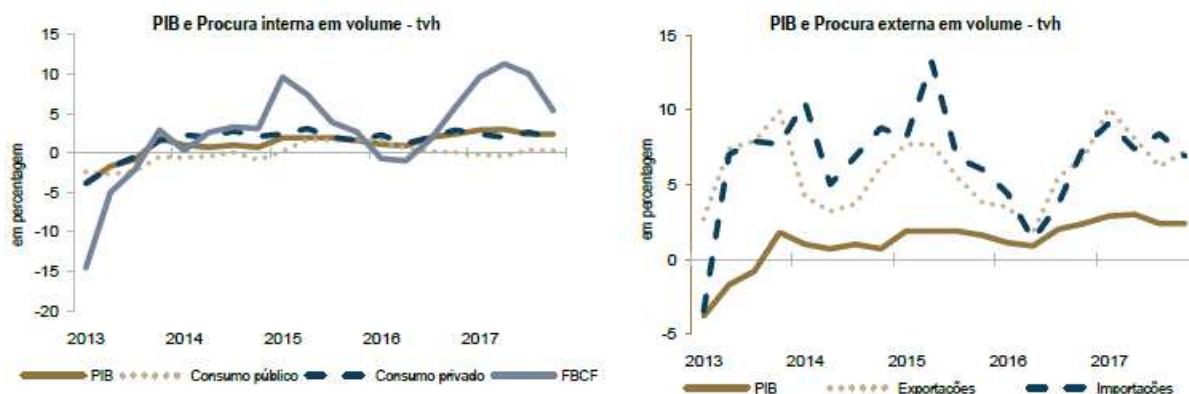 PIB e Procura interna em volume - tvh
15
10
5
0
-5
-10
-15
-20
em percentagem
2013 2014 2015 2016 2017
PIB Consumo público Consumo privado FBCF
PIB e Procura externa em volume - tvh
15
10
5
0
-5
em percentagem
2013 2014 2015 2016 2017
PIB Exportações Importações